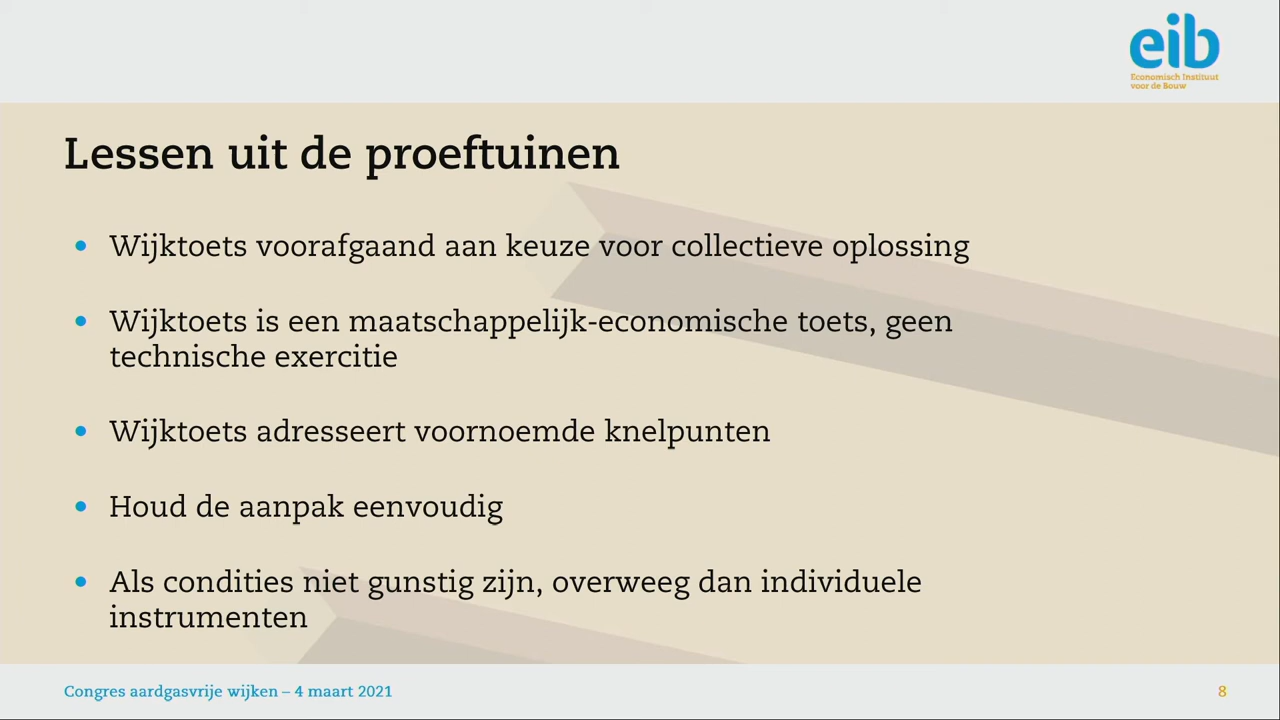 eib
Economisch Instituut
voor de Bouw
Lessen uit de proeftuinen
• Wijktoets voorafgaand aan keuze voor collectieve oplossing
• Wijktoets is een maatschappelijk-economische toets, geen
technische exercitie
• Wijktoets adresseert voornoemde knelpunten
• Houd de aanpak eenvoudig
• Als condities niet gunstig zijn, overweeg dan individuele
instrumenten
Congres aardgasvrije wijken – 4 maart 2021
8